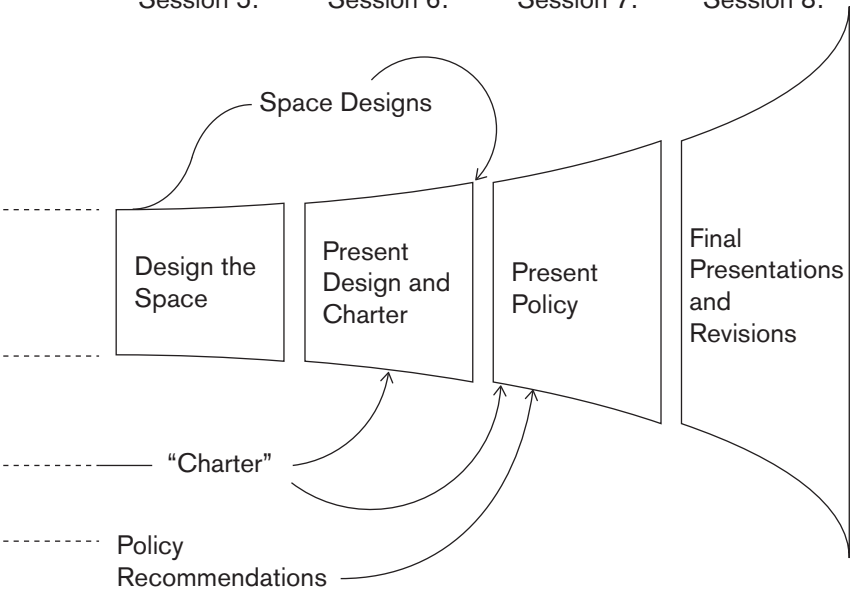 Session 5:
Session 6:
Session 7:
Session 8:
Space Designs
Design the
Space
Present
Design and
Charter
Present
Policy
Final
Presentations
and
Revisions
“Charter”
Policy
Recommendations